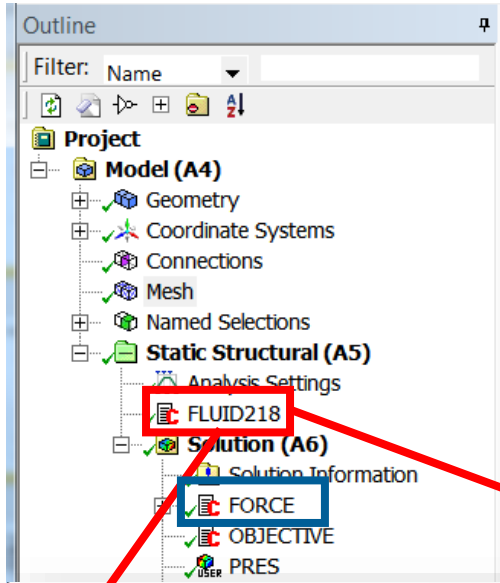 Outline
Filter: Name
Project
Model (A4)
Geometry
Coordinate Systems
Connections
Mesh
Named Selections
Static Structural (A5)
Analysis Settings
FLUID218
Solution (A6)
Solution Information
FORCE
OBJECTIVE
USER PRES